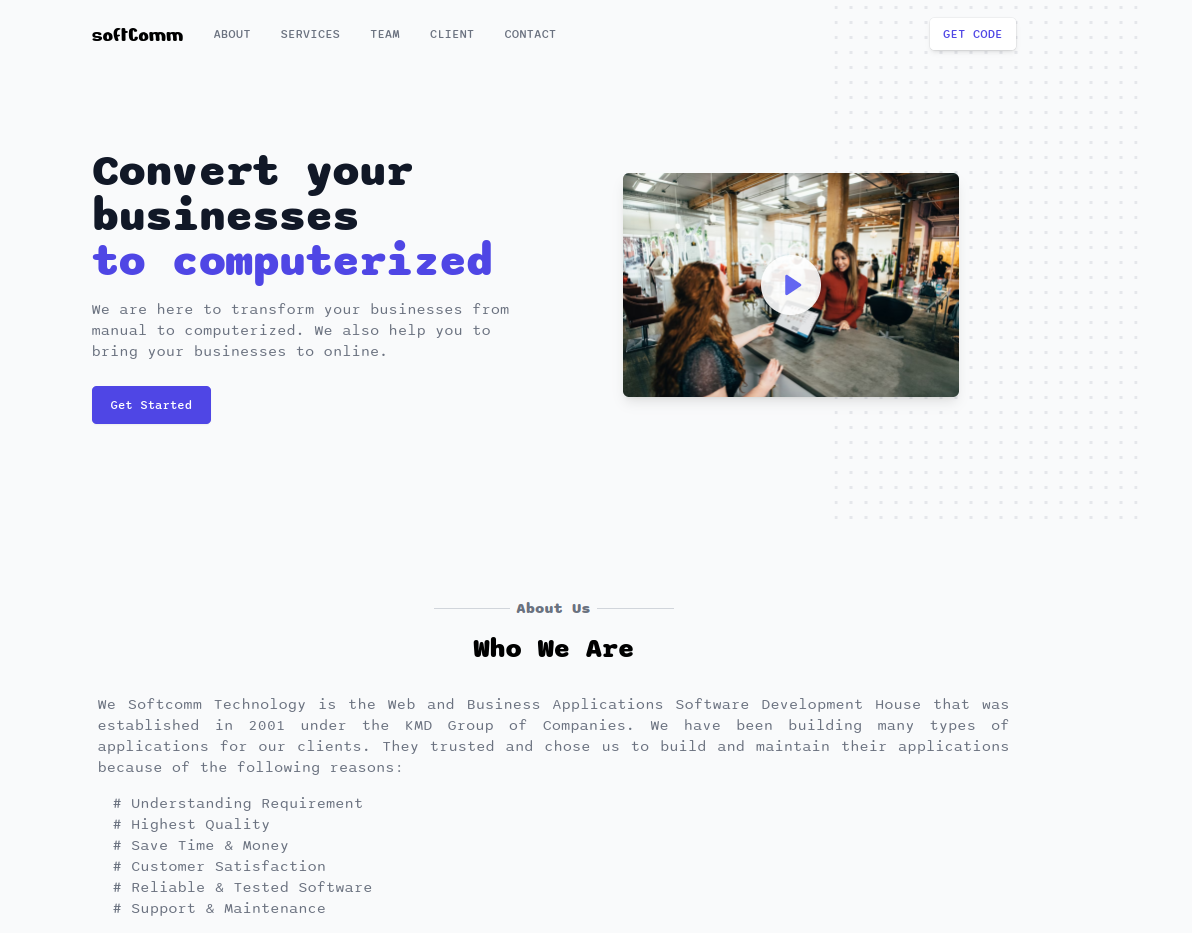 softComm ABOUT SERVICES TEAM CLIENT CONTACT GET CODE
Convert your
businesses
to computerized
We are here to transform your businesses from
manual to computerized. We also help you to
bring your businesses to online.
Get Started
About Us
Who We Are
We Softcomm Technology is the Web and Business Applications Software Development House that was
established in 2001 under the KMD Group of Companies. We have been building many types of
applications for our clients. They trusted and chose us to build and maintain their applications
because of the following reasons:
# Understanding Requirement
# Highest Quality
# Save Time & Money
# Customer Satisfaction
# Reliable & Tested Software
# Support & Maintenance